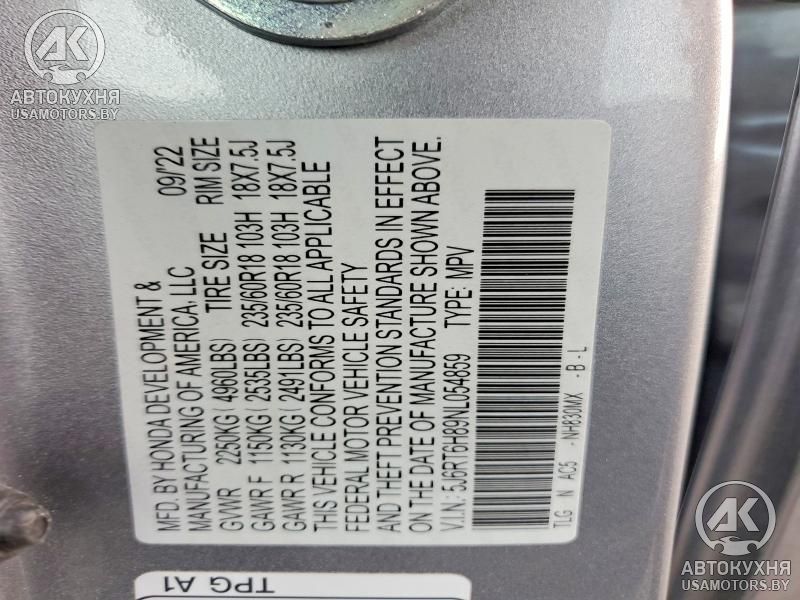 MFD. BY HONDA DEVELOPMENT & 09/'22
MANUFACTURING OF AMERICA, LLC
GVWR 2250KG ( 4960LBS) TIRE SIZE RIM SIZE
GAWR F 1150KG ( 2535LBS) 235/60R18 103H 18X7.5J
GAWR R 1130KG ( 2491LBS) 235/60R18 103H 18X7.5J
THIS VEHICLE CONFORMS TO ALL APPLICABLE
FEDERAL MOTOR VEHICLE SAFETY
AND THEFT PREVENTION STANDARDS IN EFFECT
ON THE DATE OF MANUFACTURE SHOWN ABOVE.
V.I.N.: 5J6RT6H89NL054859 TYPE: MPV
TLG N AC5 -NH830MX -B-L
TPG A1
АК
АВТОКУХНЯ
USAMOTORS.BY
АК
АВТОКУХНЯ
USAMOTORS.BY